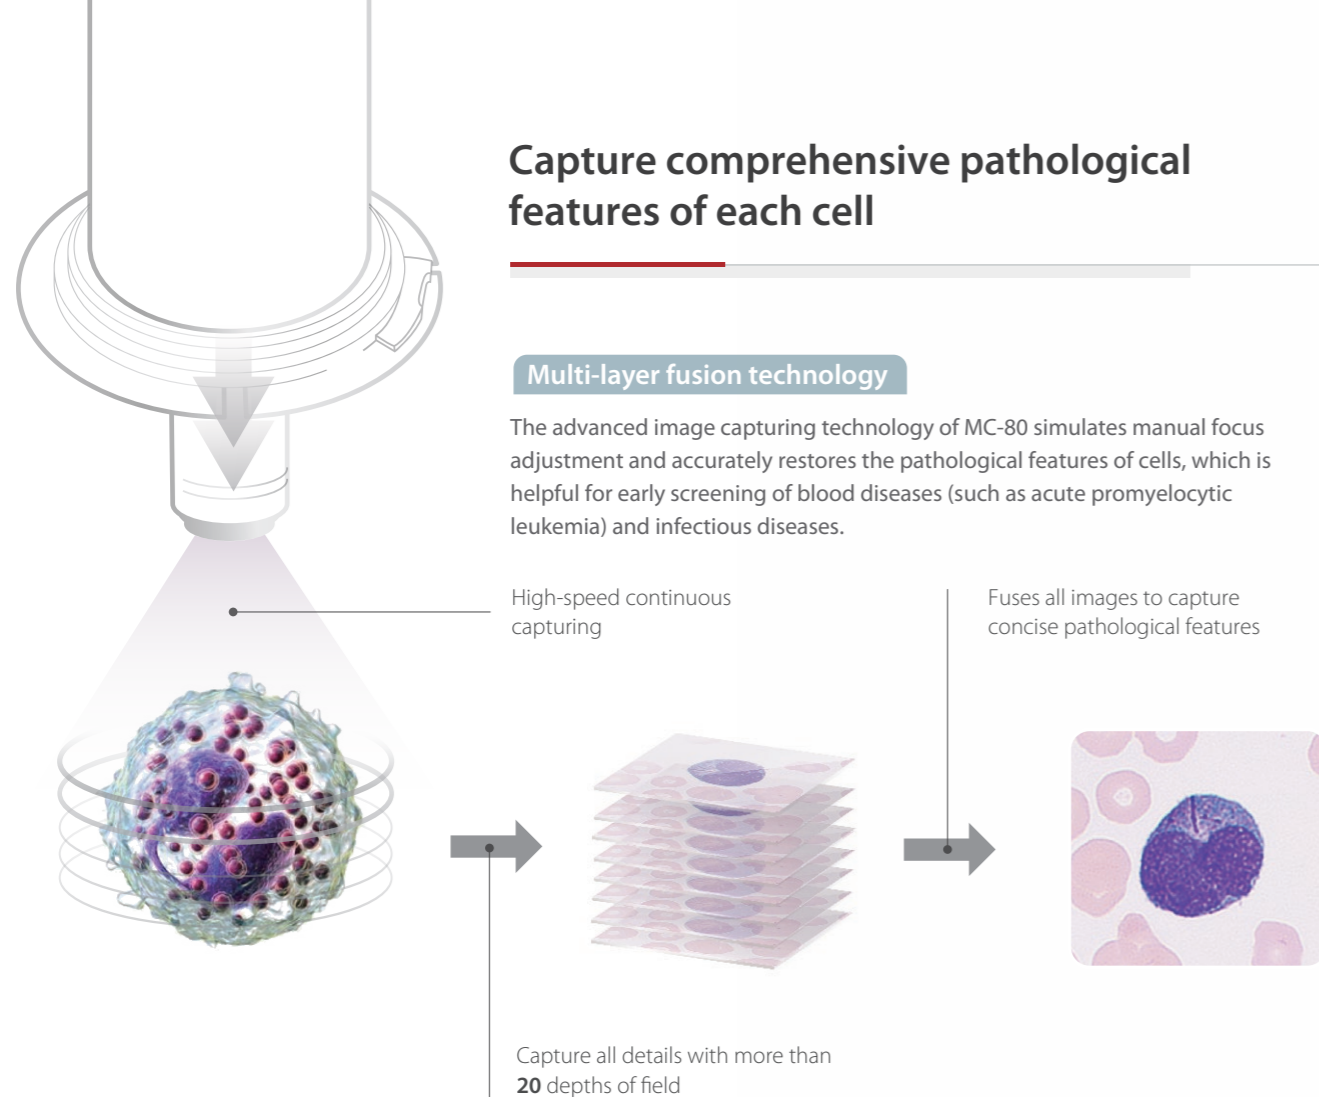 Capture comprehensive pathological
features of each cell
Multi-layer fusion technology
The advanced image capturing technology of MC-80 simulates manual focus
adjustment and accurately restores the pathological features of cells, which is
helpful for early screening of blood diseases (such as acute promyelocytic
leukemia) and infectious diseases.
High-speed continuous
capturing
Fuses all images to capture
concise pathological features
Capture all details with more than
20 depths of field